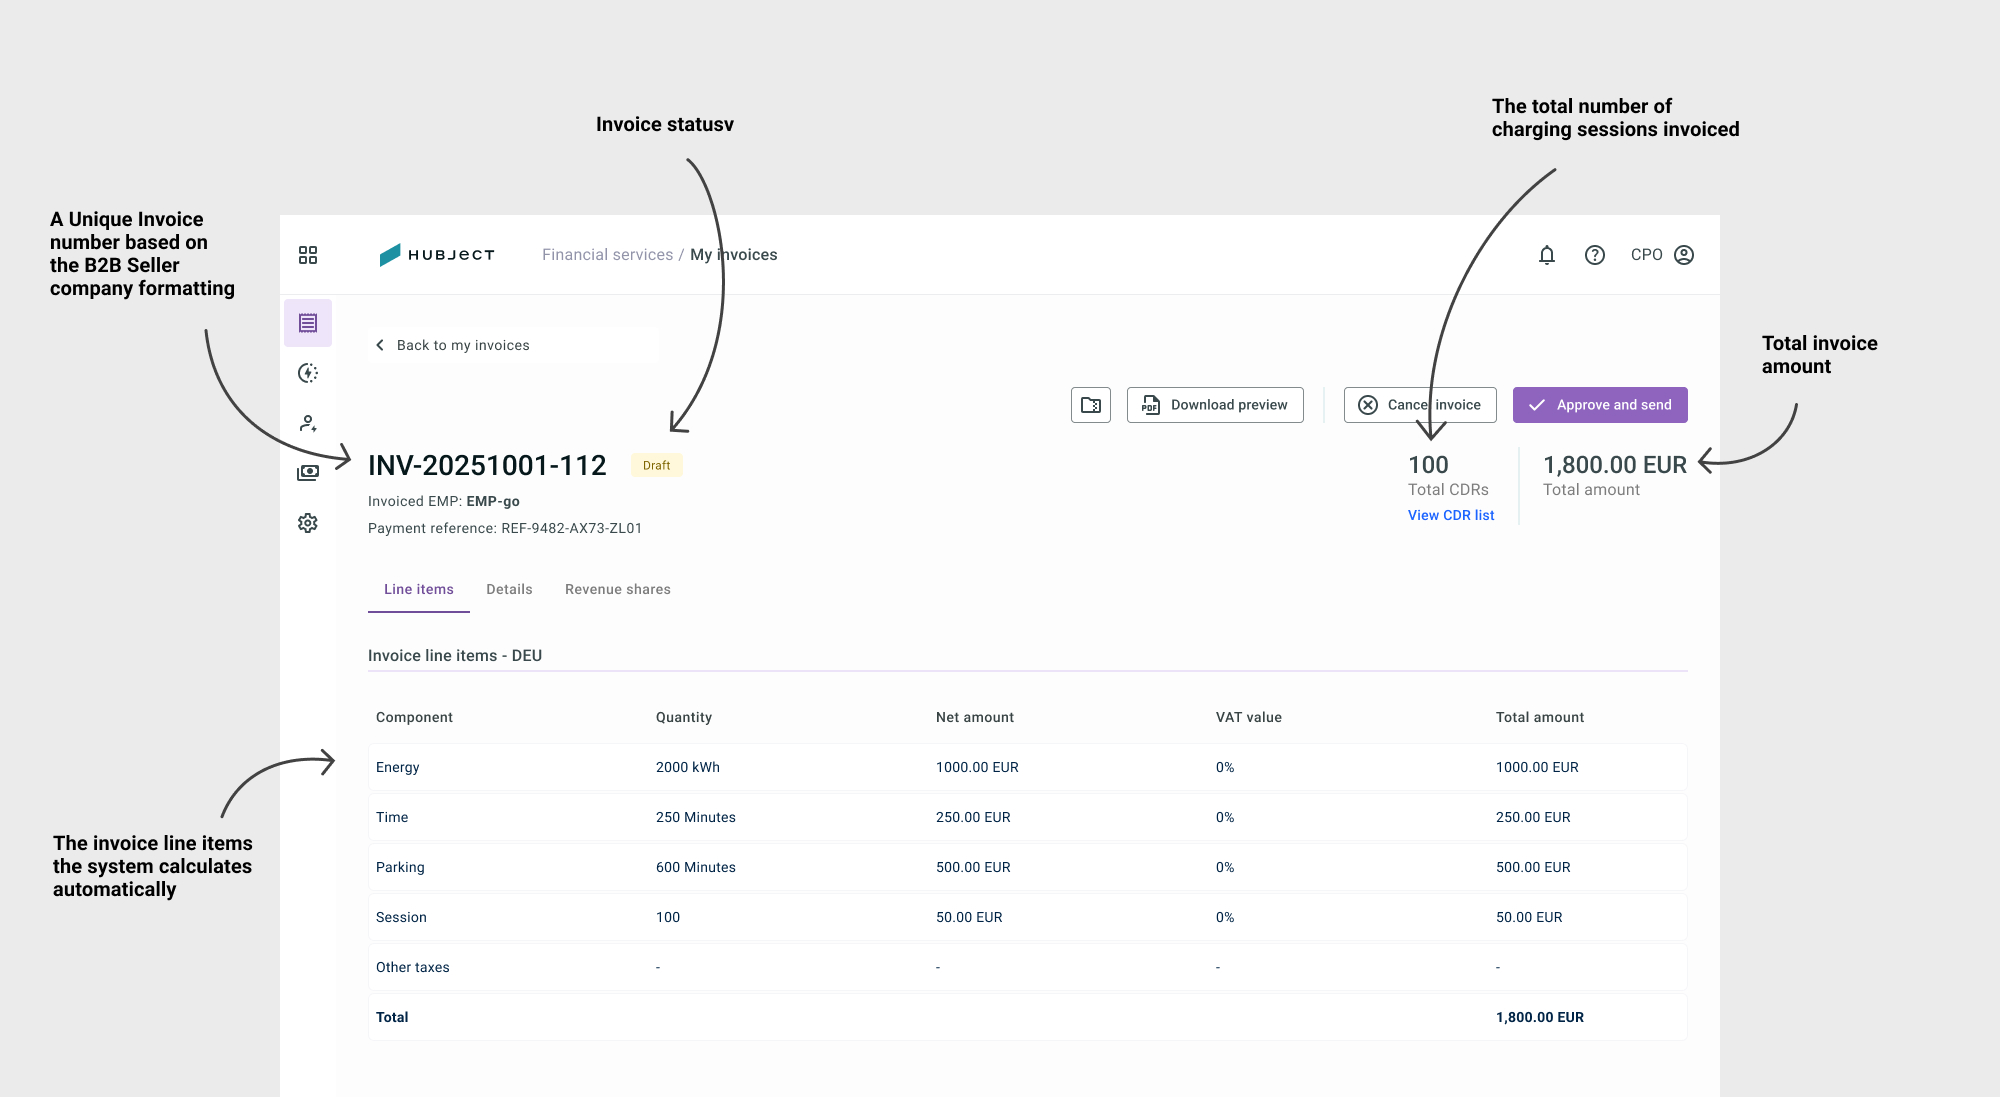 Invoice statusv
The total number of
charging sessions invoiced
A Unique Invoice
number based on
the B2B Seller
company formatting
HUBJECT
Financial services / My invoices
CPO
Back to my invoices
Total invoice
amount
PDF Download preview
Cancel invoice
Approve and send
INV-20251001-112
Draft
100
1,800.00 EUR
Total CDRs
Total amount
Invoiced EMP: EMP-go
View CDR list
Payment reference: REF-9482-AX73-ZL01
Line items
Details
Revenue shares
Invoice line items - DEU
Component Quantity Net amount VAT value Total amount
Energy 2000 kWh 1000.00 EUR 0% 1000.00 EUR
Time 250 Minutes 250.00 EUR 0% 250.00 EUR
The invoice line items
the system calculates
automatically
Parking 600 Minutes 500.00 EUR 0% 500.00 EUR
Session 100 50.00 EUR 0% 50.00 EUR
Other taxes - - - -
Total 1,800.00 EUR